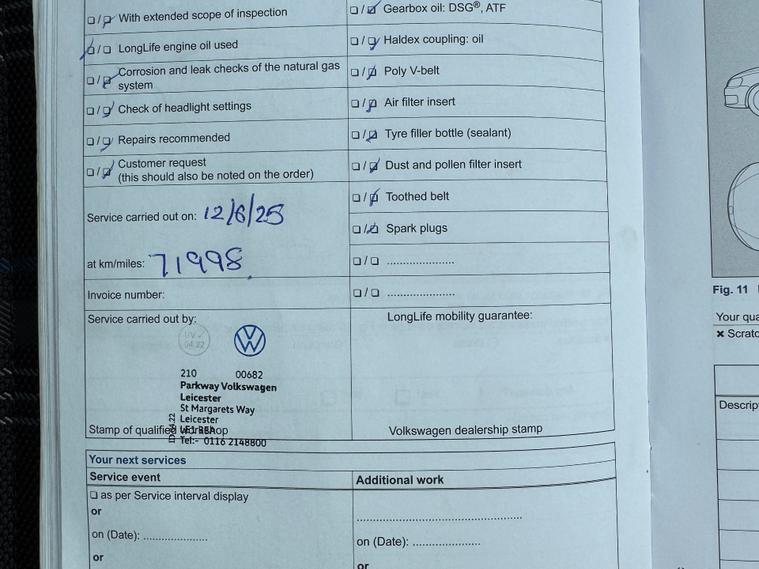 With extended scope of inspection
LongLife engine oil used
Corrosion and leak checks of the natural gas
system
Check of headlight settings
Repairs recommended
Customer request
(this should also be noted on the order)
Service carried out on: 12/6/25
at km/miles: 71998
Invoice number:
Service carried out by:
210 00682
Parkway Volkswagen
Leicester
St Margarets Way
Leicester
Stamp of qualified workshop
Tel:- 0116 2148800
Gearbox oil: DSG®, ATF
Haldex coupling: oil
Poly V-belt
Air filter insert
Tyre filler bottle (sealant)
Dust and pollen filter insert
Toothed belt
Spark plugs
....................
....................
LongLife mobility guarantee:
Volkswagen dealership stamp
Your next services
Service event
as per Service interval display
or
on (Date): ...................
or
Additional work
..................................................
on (Date): ....................
or
Fig. 11
Your qua
× Scratc
Descrip